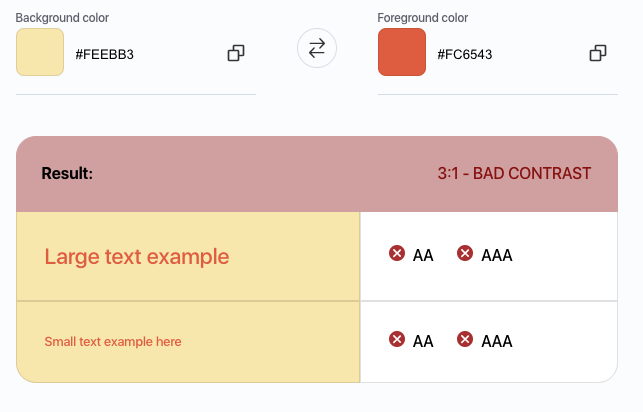 Background color
Foreground color
#FEEBB3
#FC6543
Result:
3:1 - BAD CONTRAST
Large text example
AA
AAA
Small text example here
AA
AAA